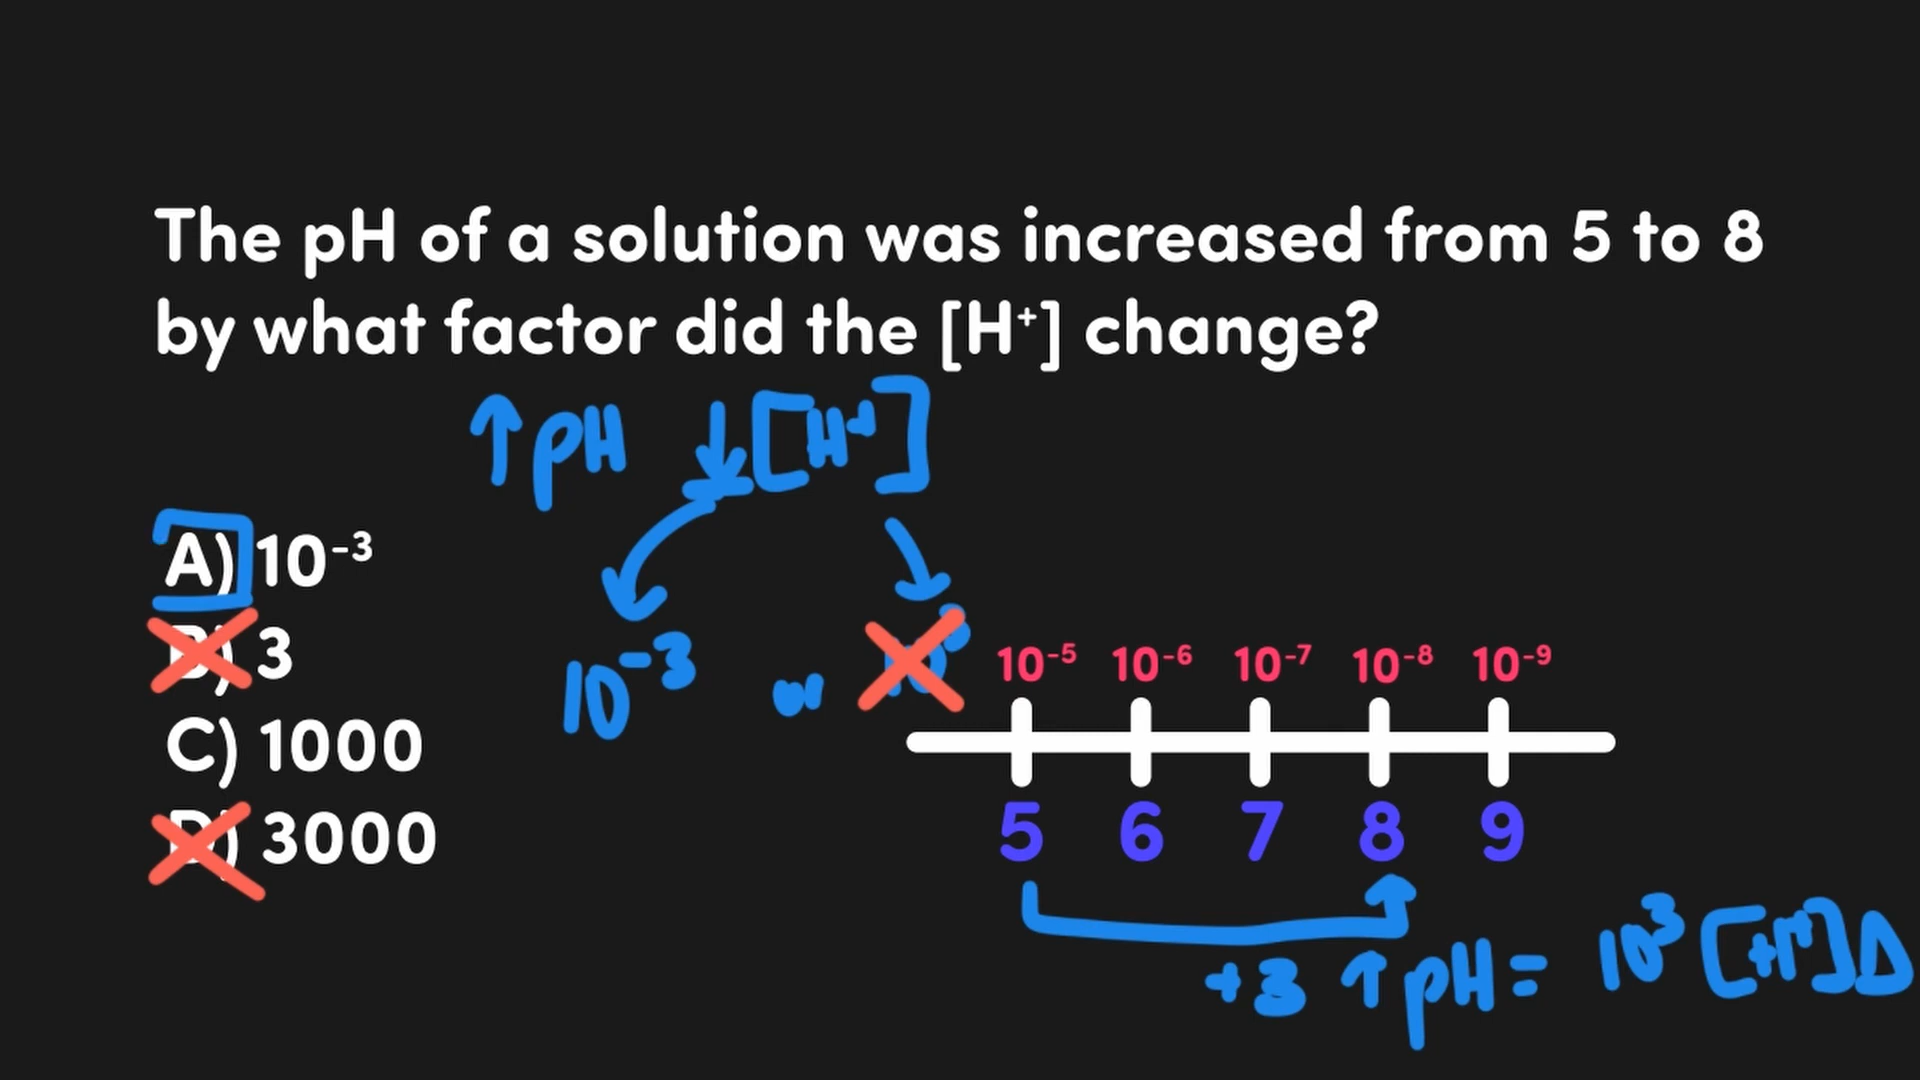 The pH of a solution was increased from 5 to 8
by what factor did the [H⁺] change?
↑ pH ↓ [H⁺]
A) 10⁻³
B) 3
C) 1000
D) 3000
10⁻³ or
10⁻⁵ 10⁻⁶ 10⁻⁷ 10⁻⁸ 10⁻⁹
5 6 7 8 9
+3 ↑ pH = 10³ [H⁺] Δ